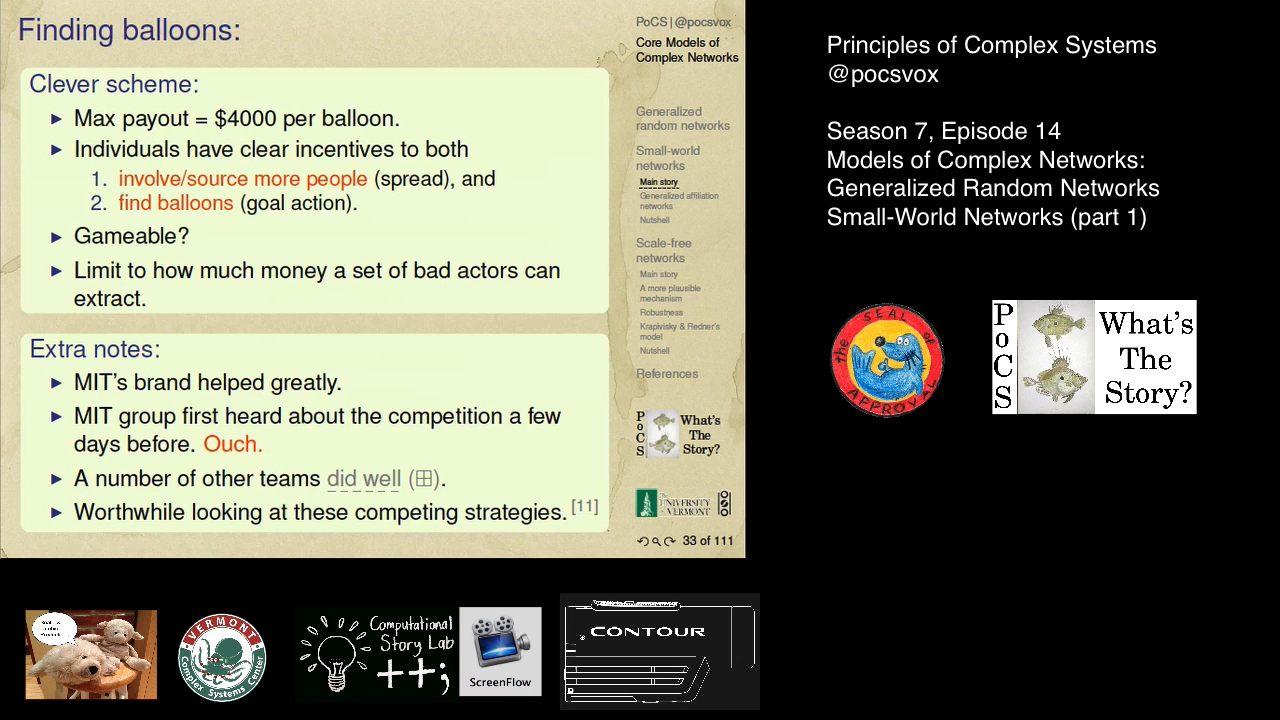 Finding balloons:
Clever scheme:
Max payout = $4000 per balloon.
Individuals have clear incentives to both
1. involve/source more people (spread), and
2. find balloons (goal action).
Gameable?
Limit to how much money a set of bad actors can
extract.
Extra notes:
MIT's brand helped greatly.
MIT group first heard about the competition a few
days before. Ouch.
A number of other teams did well (⊞).
Worthwhile looking at these competing strategies. [11]
PoCS | @pocsvox
Core Models of
Complex Networks
Generalized
random networks
Small-world
networks
Main story
Generalized affiliation
networks
Nutshell
Scale-free
networks
Main story
A more plausible
mechanism
Robustness
Krapivisky & Redner's
model
Nutshell
References
PoCS
What's
The
Story?
The
UNIVERSITY
of VERMONT
33 of 111
Principles of Complex Systems
@pocsvox
Season 7, Episode 14
Models of Complex Networks:
Generalized Random Networks
Small-World Networks (part 1)
the SEAL of APPROVAL
PoCS
What's
The
Story?
VERMONT
Complex Systems Center
Computational
Story Lab
++;
ScreenFlow
CONTOUR